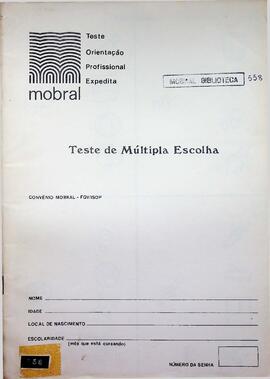 Teste
Orientação
Profissional
Expedita
mobral
MOBRAL BIBLIOTECA
558
Teste de Múltipla Escolha
CONVÊNIO MOBRAL - FGV/ISOP
NOME
IDADE
LOCAL DE NASCIMENTO
ESCOLARIDADE
(mês que está cursando)
NÚMERO DA SENHA